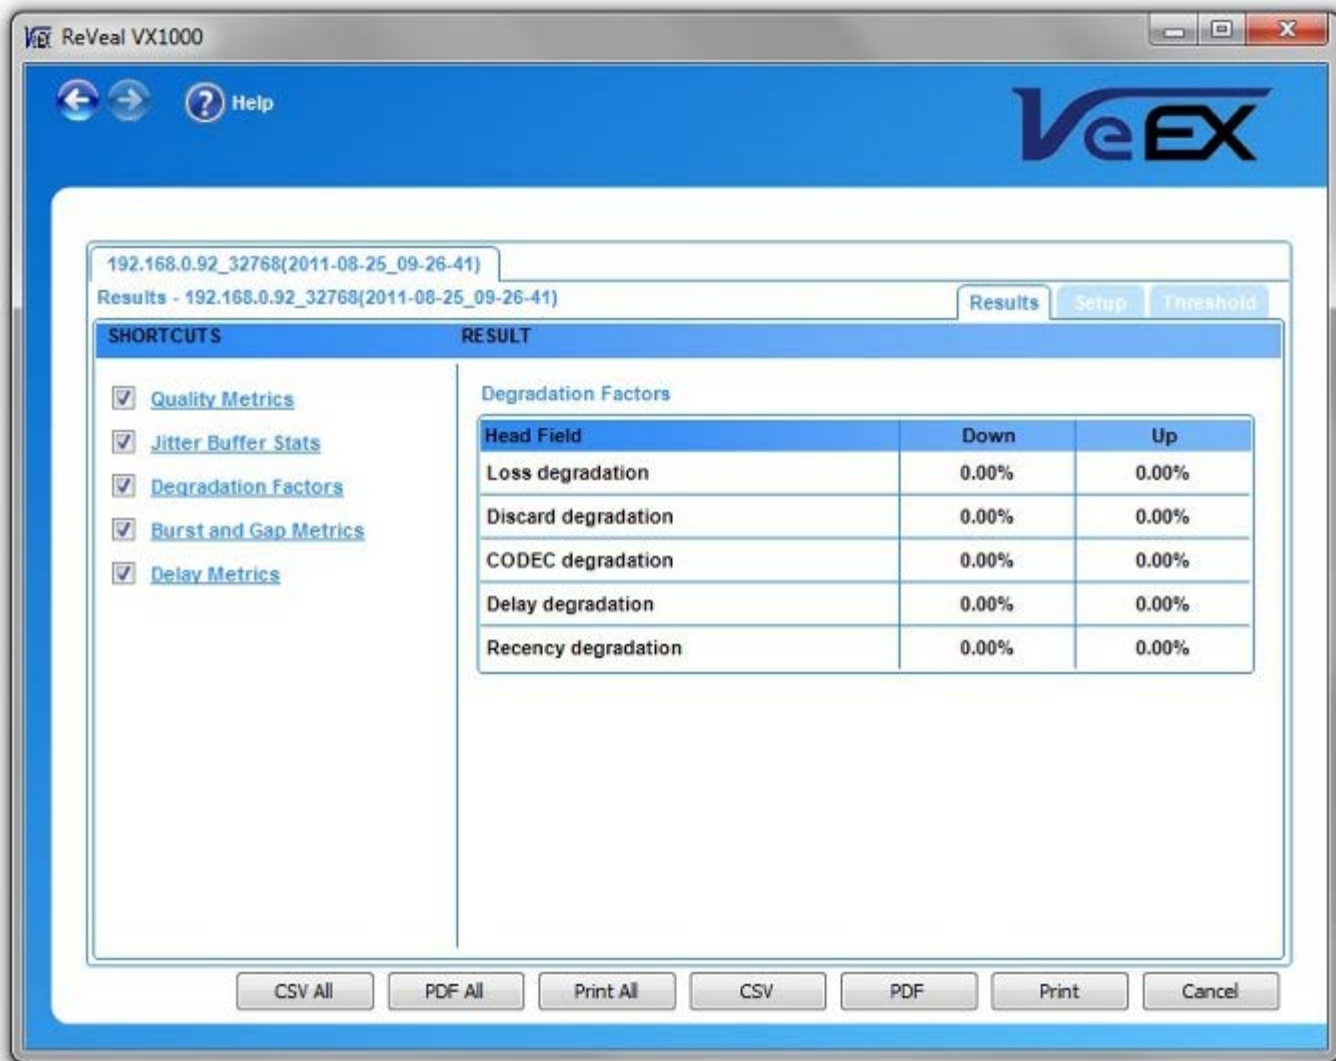 VeEX ReVeal VX1000
Help
VeEX
192.168.0.92_32768(2011-08-25_09-26-41)
Results - 192.168.0.92_32768(2011-08-25_09-26-41)
Results Setup Threshold
SHORTCUTS RESULT
Quality Metrics
Jitter Buffer Stats
Degradation Factors
Burst and Gap Metrics
Delay Metrics
Degradation Factors
Head Field Down Up
Loss degradation 0.00% 0.00%
Discard degradation 0.00% 0.00%
CODEC degradation 0.00% 0.00%
Delay degradation 0.00% 0.00%
Recency degradation 0.00% 0.00%
CSV All PDF All Print All CSV PDF Print Cancel